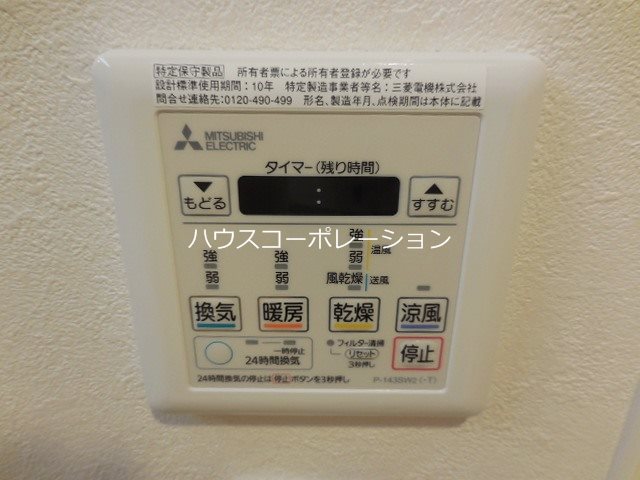 特定保守製品 所有者票による所有者登録が必要です
設計標準使用期間:10年 特定製造事業者等名:三菱電機株式会社
問合せ連絡先:0120-490-499 形名、製造年月、点検期間は本体に記載
MITSUBISHI
ELECTRIC
タイマー(残り時間)
▼
もどる
:
▲
すすむ
ハウスコーポレーション
強
弱
強
弱
強
弱
温風
風乾燥
送風
換気
暖房
乾燥
涼風
一時停止
24時間換気
フィルター清掃
リセット
3秒押し
停止
24時間換気の停止は停止ボタンを3秒押し
P-143SW2(-T)